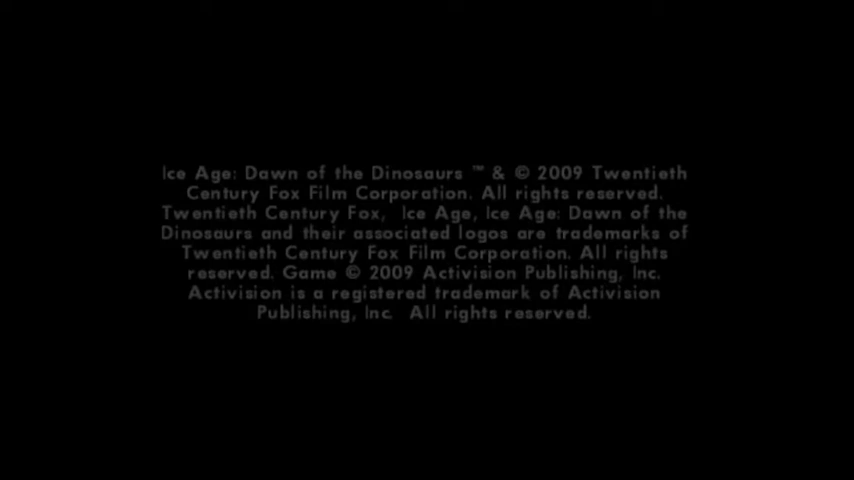 Ice Age: Dawn of the Dinosaurs ™ & © 2009 Twentieth
Century Fox Film Corporation. All rights reserved.
Twentieth Century Fox, Ice Age, Ice Age: Dawn of the
Dinosaurs and their associated logos are trademarks of
Twentieth Century Fox Film Corporation. All rights
reserved. Game © 2009 Activision Publishing, Inc.
Activision is a registered trademark of Activision
Publishing, Inc. All rights reserved.